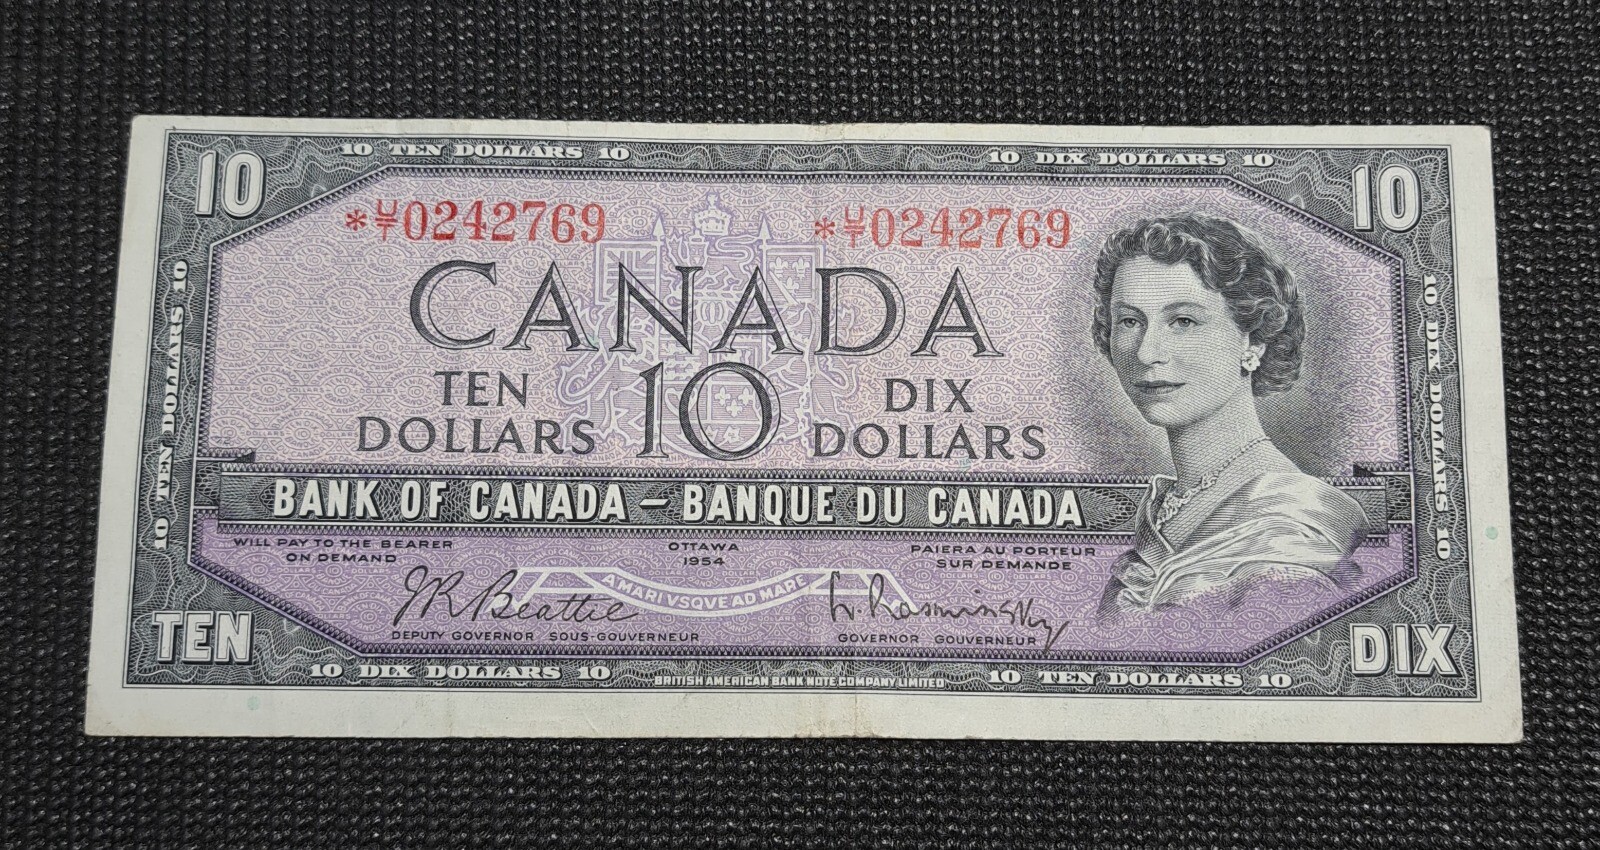 10 TEN DOLLARS 10
10 DIX DOLLARS 10
10
10
*U/T0242769
*U/T0242769
CANADA
TEN DOLLARS
10
DIX DOLLARS
10 TEN DOLLARS 10
10 DIX DOLLARS 10
BANK OF CANADA – BANQUE DU CANADA
WILL PAY TO THE BEARER
ON DEMAND
OTTAWA
1954
PAIERA AU PORTEUR
SUR DEMANDE
A MARI VSQVE AD MARE
J.R. Beattie
L. Rasminsky
DEPUTY GOVERNOR SOUS-GOUVERNEUR
GOVERNOR GOUVERNEUR
TEN
DIX
10 DIX DOLLARS 10
BRITISH AMERICAN BANK NOTE COMPANY LIMITED
10 TEN DOLLARS 10